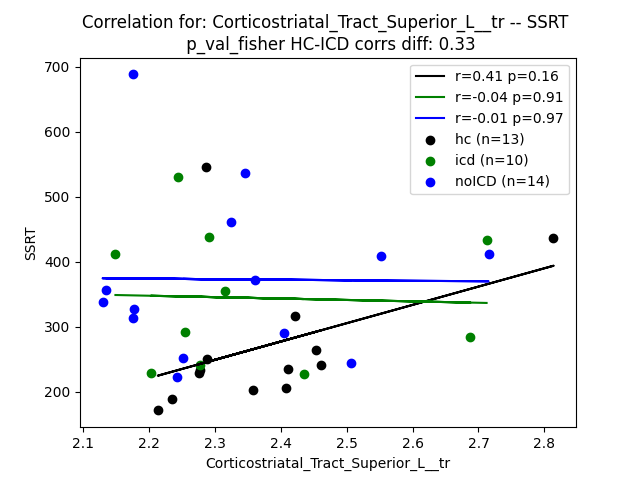 Correlation for: Corticostriatal_Tract_Superior_L__tr -- SSRT
p_val_fisher HC-ICD corrs diff: 0.33
r=0.41 p=0.16
r=-0.04 p=0.91
r=-0.01 p=0.97
hc (n=13)
icd (n=10)
noICD (n=14)
SSRT
700
600
500
400
300
200
2.1 2.2 2.3 2.4 2.5 2.6 2.7 2.8
Corticostriatal_Tract_Superior_L__tr